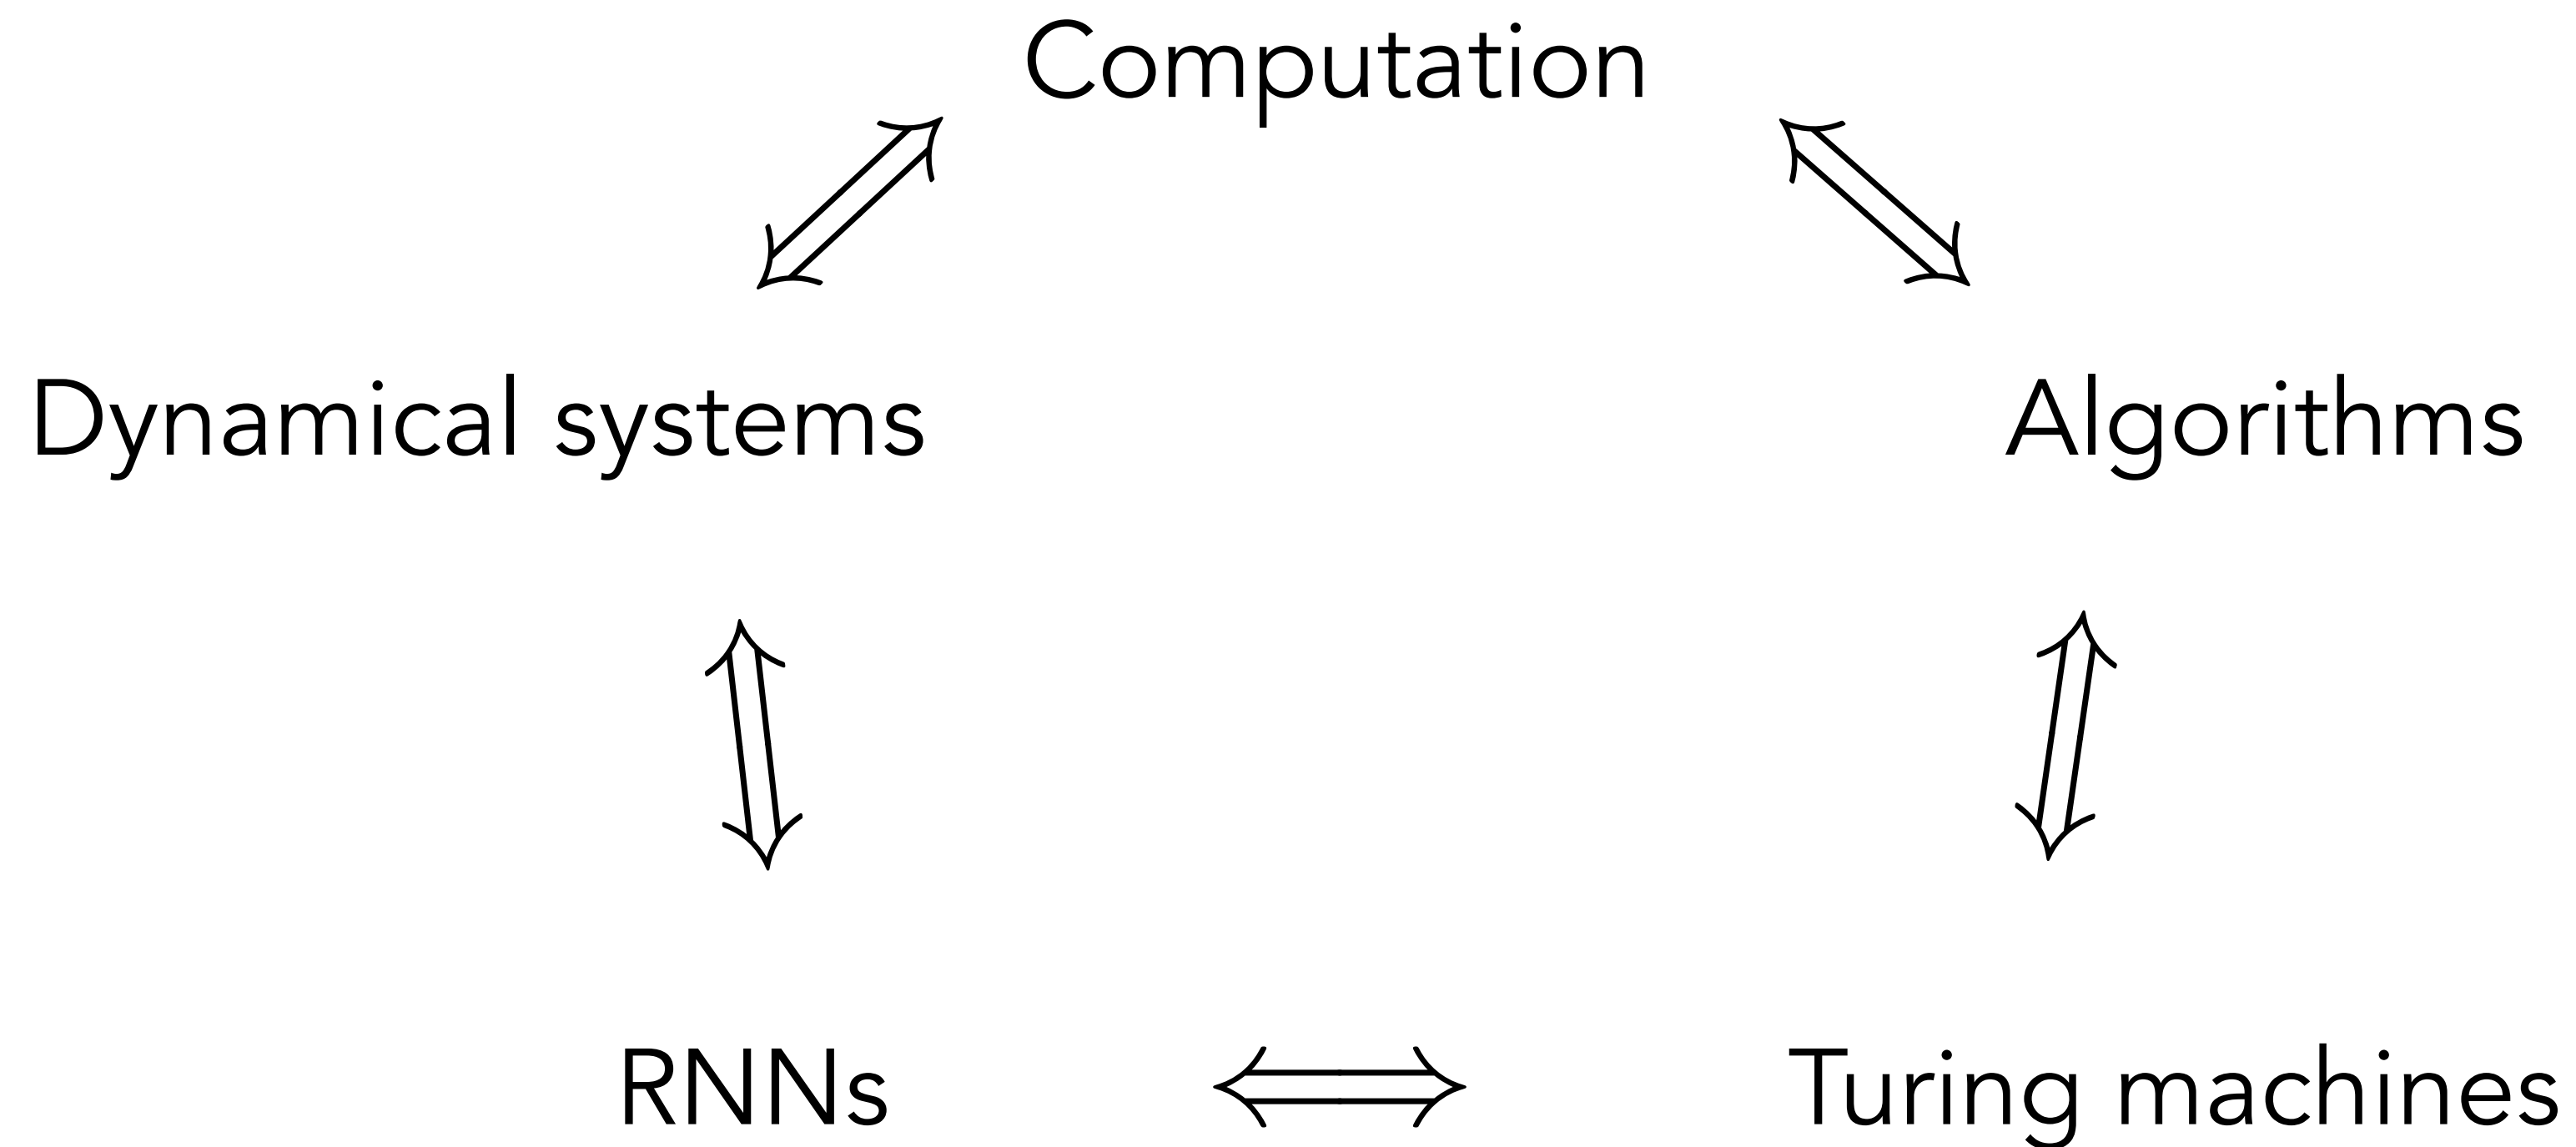 Computation
Dynamical systems
Algorithms
RNNs
Turing machines